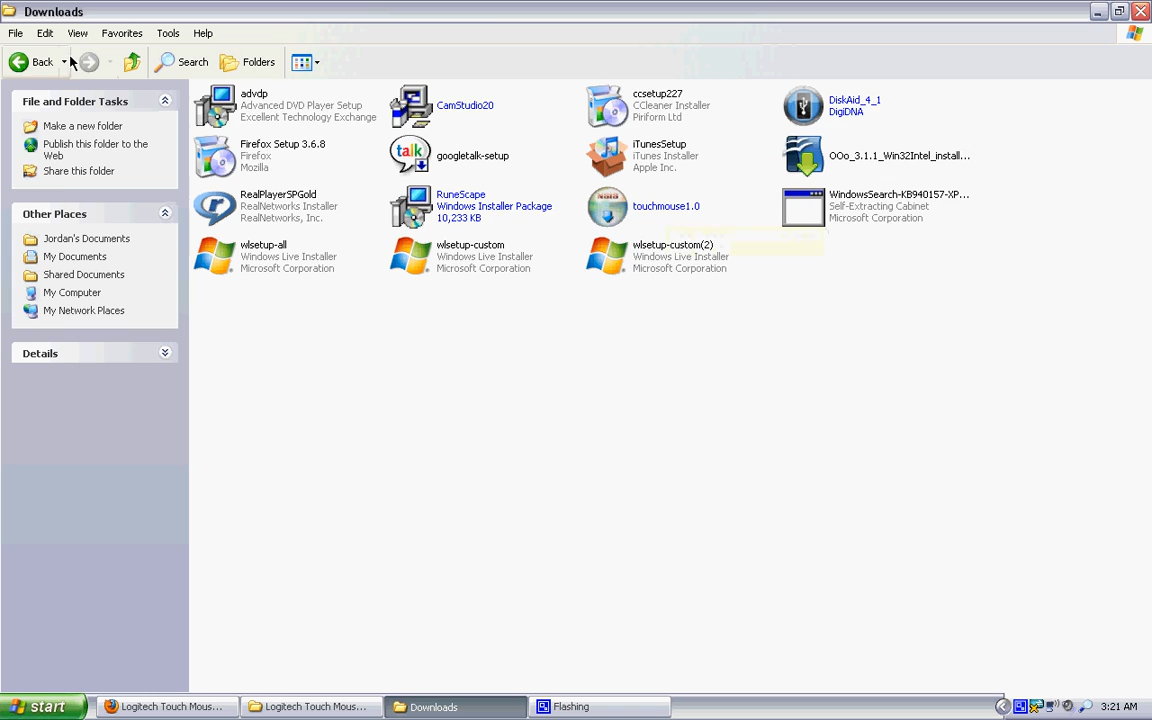 Downloads
File Edit View Favorites Tools Help
Back Search Folders
File and Folder Tasks
Make a new folder
Publish this folder to the
Web
Share this folder
Other Places
Jordan's Documents
My Documents
Shared Documents
My Computer
My Network Places
Details
advdp
Advanced DVD Player Setup
Excellent Technology Exchange
CamStudio20
ccsetup227
CCleaner Installer
Piriform Ltd
DiskAid_4_1
DigiDNA
Firefox Setup 3.6.8
Firefox
Mozilla
talk
googletalk-setup
iTunesSetup
iTunes Installer
Apple Inc.
OOo_3.1.1_Win32Intel_install...
RealPlayerSPGold
RealNetworks Installer
RealNetworks, Inc.
RuneScape
Windows Installer Package
10,233 KB
NSIS
touchmouse1.0
WindowsSearch-KB940157-XP...
Self-Extracting Cabinet
Microsoft Corporation
wlsetup-all
Windows Live Installer
Microsoft Corporation
wlsetup-custom
Windows Live Installer
Microsoft Corporation
wlsetup-custom(2)
Windows Live Installer
Microsoft Corporation
start Logitech Touch Mous... Logitech Touch Mous... Downloads Flashing 3:21 AM